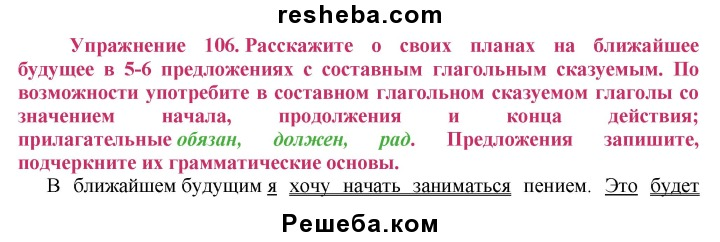 resheba.com
Упражнение 106. Расскажите о своих планах на ближайшее
будущее в 5-6 предложениях с составным глагольным сказуемым. По
возможности употребите в составном глагольном сказуемом глаголы со
значением начала, продолжения и конца действия;
прилагательные обязан, должен, рад. Предложения запишите,
подчеркните их грамматические основы.
В ближайшем будущим я хочу начать заниматься пением. Это будет
Решеба.ком